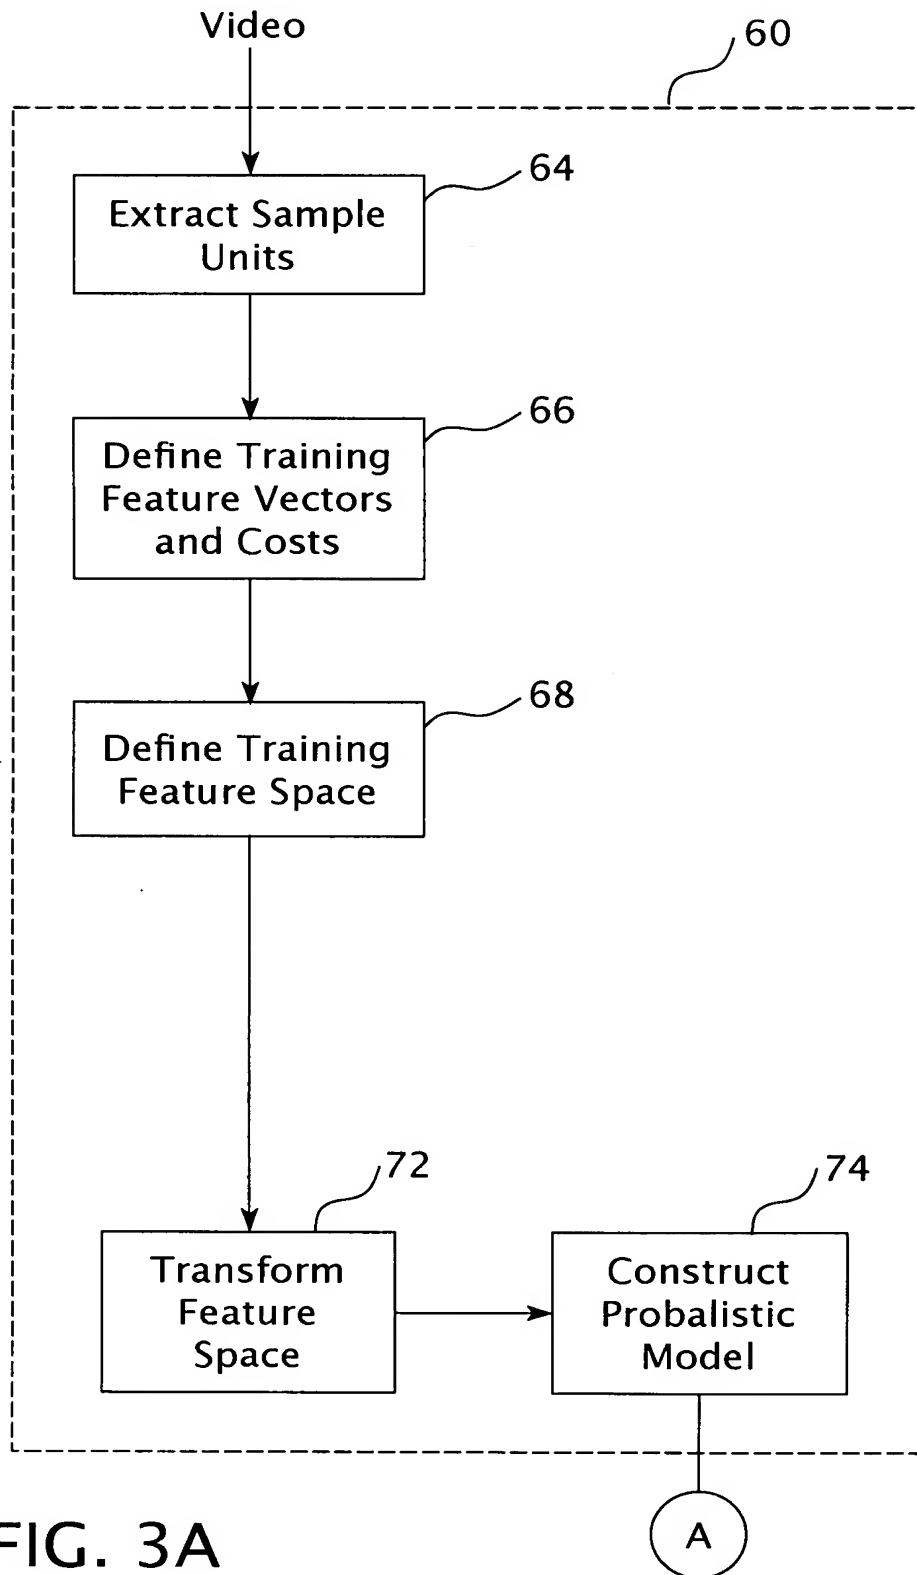 Video
60
64
Extract Sample
Units
66
Define Training
Feature Vectors
and Costs
68
Define Training
Feature Space
72
74
Transform
Feature
Space
Construct
Probalistic
Model
A
FIG. 3A